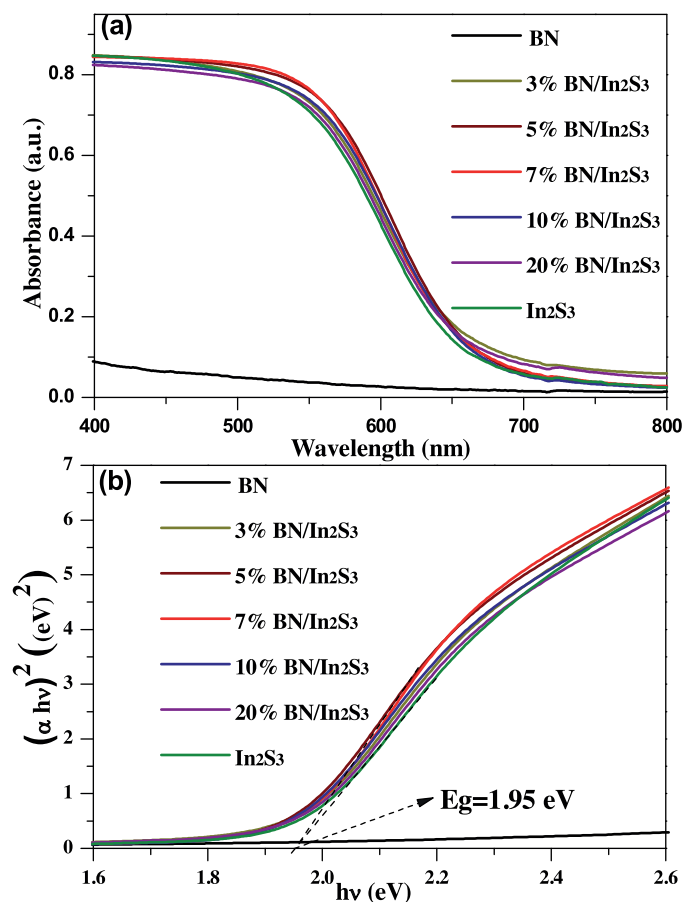 (a)
BN
3% BN/In2S3
5% BN/In2S3
7% BN/In2S3
10% BN/In2S3
20% BN/In2S3
In2S3
Absorbance (a.u.)
0.8
0.6
0.4
0.2
0.0
400 500 600 700 800
Wavelength (nm)
(b)
BN
3% BN/In2S3
5% BN/In2S3
7% BN/In2S3
10% BN/In2S3
20% BN/In2S3
In2S3
(α hν)² ((eV)²)
7
6
5
4
3
2
1
0
Eg=1.95 eV
1.6 1.8 2.0 2.2 2.4 2.6
hν (eV)